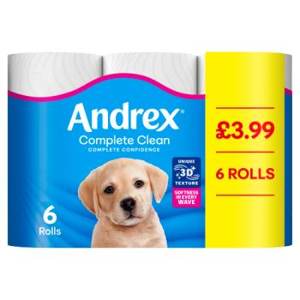 Andrex®
Complete Clean
COMPLETE CONFIDENCE
UNIQUE
3D
TEXTURE
SOFTNESS
IN EVERY
WAVE
6
Rolls
£3.99
6 ROLLS